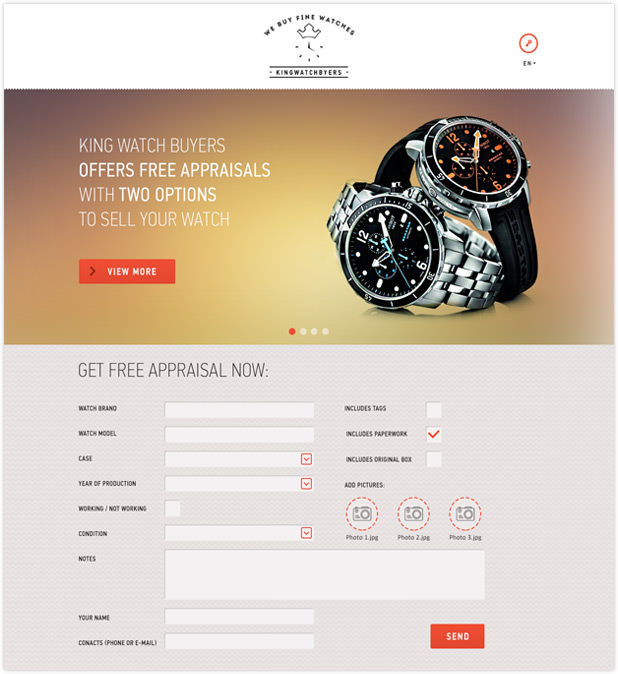 WE BUY FINE WATCHES
· KINGWATCHBYERS ·
EN
KING WATCH BUYERS
OFFERS FREE APPRAISALS
WITH TWO OPTIONS
TO SELL YOUR WATCH
VIEW MORE
GET FREE APPRAISAL NOW:
WATCH BRAND
WATCH MODEL
CASE
YEAR OF PRODUCTION
WORKING / NOT WORKING
CONDITION
NOTES
YOUR NAME
CONACTS (PHONE OR E-MAIL)
INCLUDES TAGS
INCLUDES PAPERWORK
INCLUDES ORIGINAL BOX
ADD PICTURES:
Photo 1.jpg Photo 2.jpg Photo 3.jpg
SEND